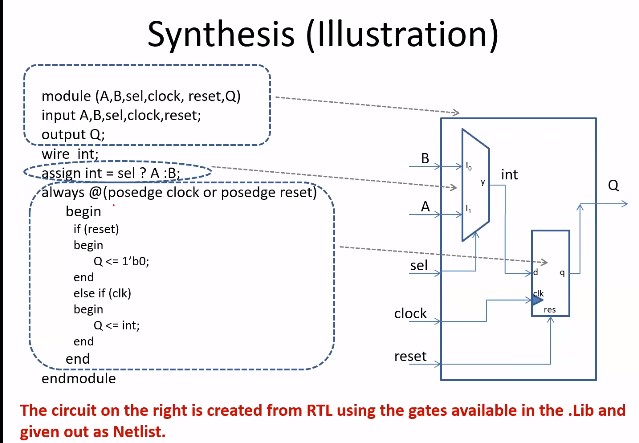 Synthesis (Illustration)
module (A,B,sel,clock, reset,Q)
input A,B,sel,clock,reset;
output Q;
wire int;
assign int = sel ? A :B;
always @(posedge clock or posedge reset)
begin
if (reset)
begin
Q <= 1'b0;
end
else if (clk)
begin
Q <= int;
end
end
endmodule
B
I0
y
int
Q
A
I1
sel
d
q
clk
clock
res
reset
The circuit on the right is created from RTL using the gates available in the .Lib and
given out as Netlist.